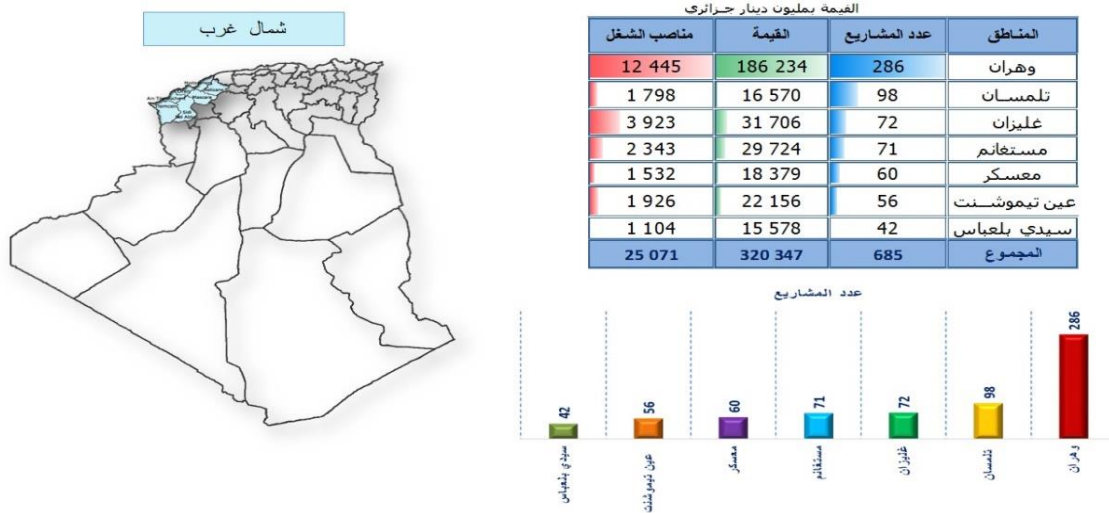 شمال غرب
القيمة بمليون دينار جزائري
المناطق عدد المشاريع القيمة مناصب الشغل
وهران 286 186 234 12 445
تلمســان 98 16 570 1 798
غليزان 72 31 706 3 923
مستغانم 71 29 724 2 343
معسكر 60 18 379 1 532
عين تيموشــنت 56 22 156 1 926
سيدي بلعباس 42 15 578 1 104
المجموع 685 320 347 25 071
عدد المشاريع
286
98
72
71
60
56
42
وهران
تلمسان
غليزان
مستغانم
معسكر
عين تيموشنت
سيدي بلعباس